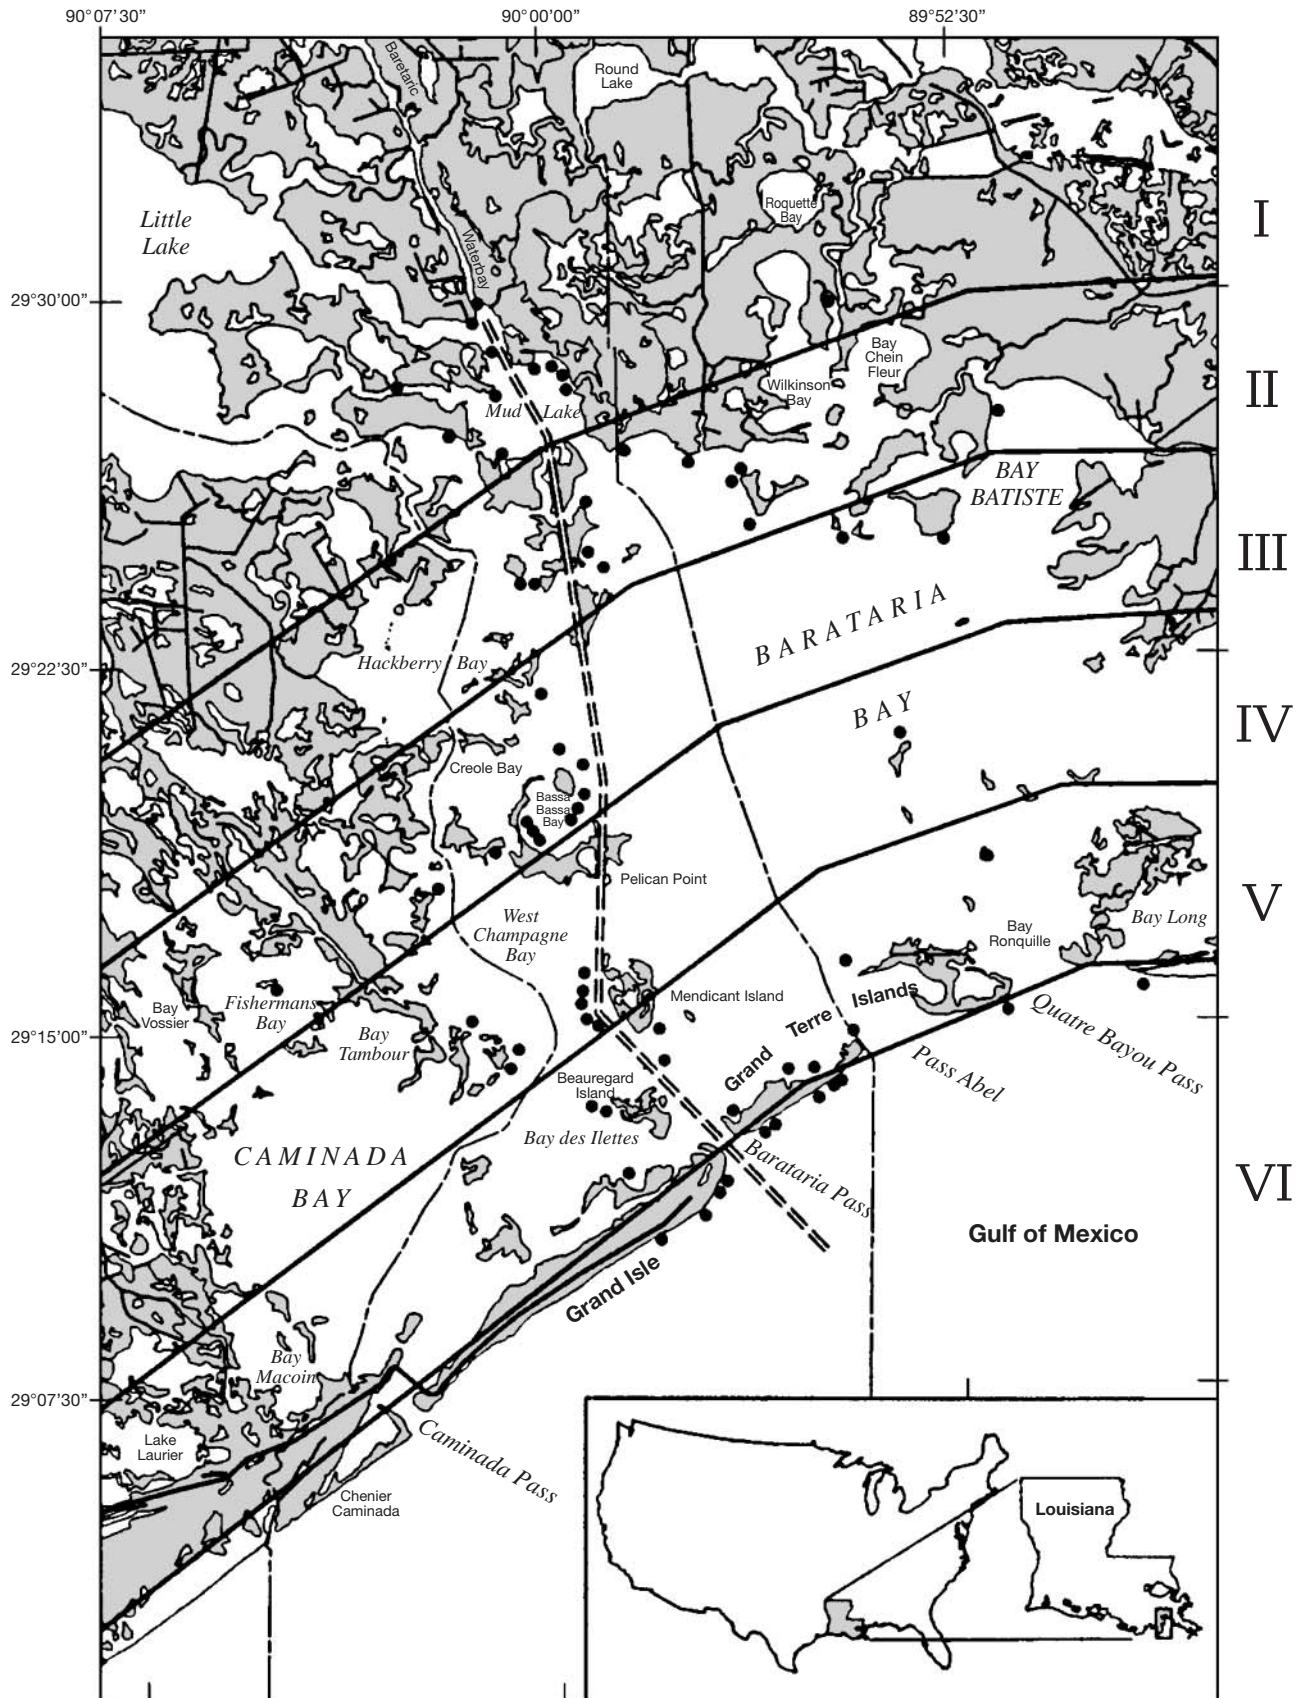 90°07'30"
90°00'00"
89°52'30"
Baretaric
Round
Lake
Little
Lake
Roquette
Bay
I
Waterbay
29°30'00"
Bay
Chein
Fleur
Wilkinson
Bay
II
Mud Lake
BAY
BATISTE
III
BARATARIA
Hackberry Bay
29°22'30"
BAY
IV
Creole Bay
Bassa
Bassa
Bay
Pelican Point
V
West
Champagne
Bay
Bay
Ronquille
Bay Long
Mendicant Island
Bay
Vossier
Fishermans
Bay
Grand Terre Islands
Quatre Bayou Pass
29°15'00"
Bay
Tambour
Pass Abel
Beauregard
Island
Bay des Ilettes
CAMINADA
BAY
Barataria Pass
VI
Gulf of Mexico
Grand Isle
Bay
Macoin
29°07'30"
Lake
Laurier
Caminada Pass
Chenier
Caminada
Louisiana